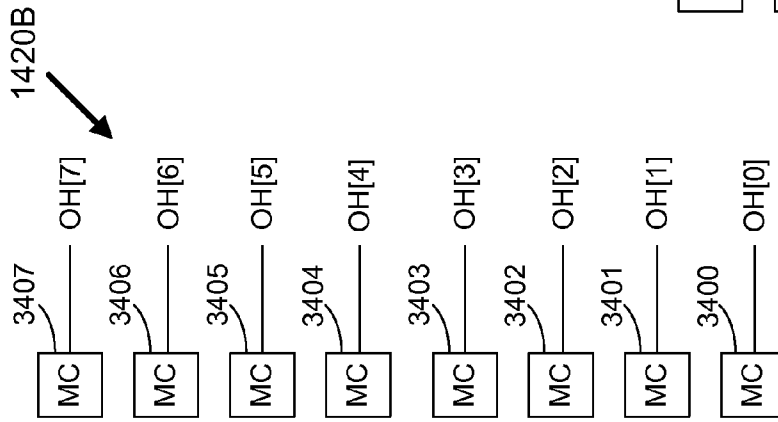 1420B
3407
MC OH[7]
3406
MC OH[6]
3405
MC OH[5]
3404
MC OH[4]
3403
MC OH[3]
3402
MC OH[2]
3401
MC OH[1]
3400
MC OH[0]